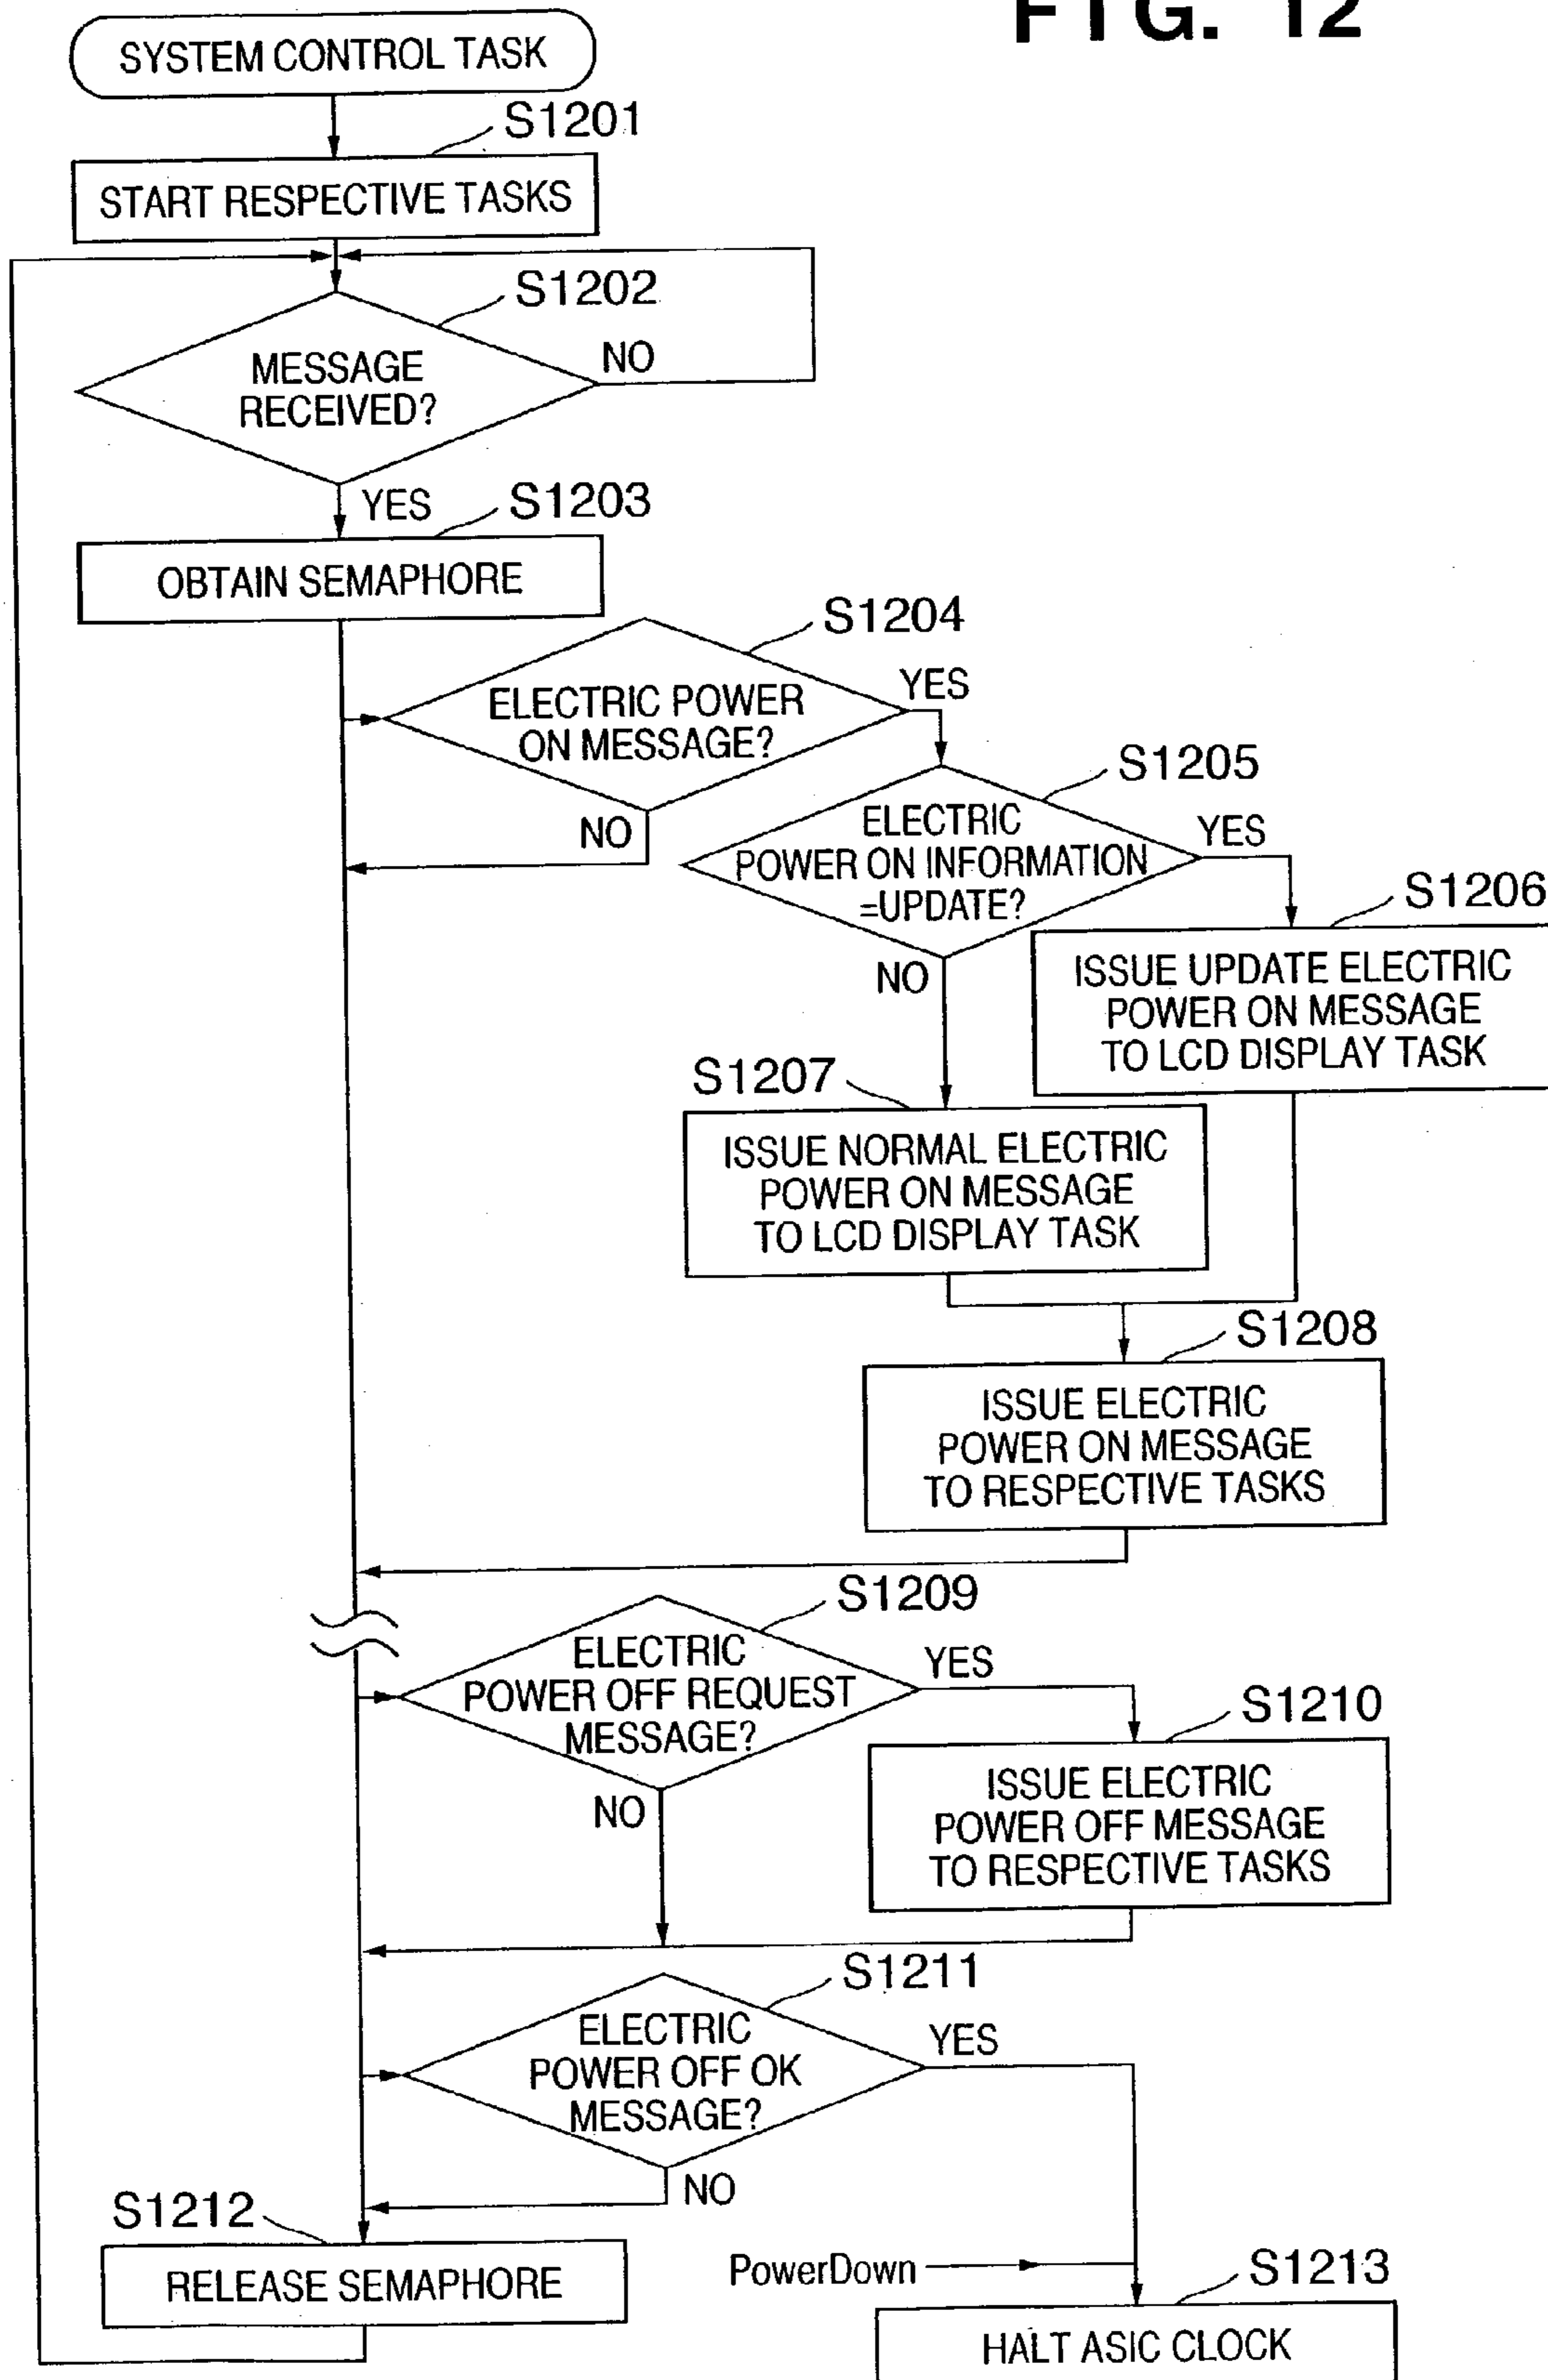 FIG. 12
SYSTEM CONTROL TASK
S1201
START RESPECTIVE TASKS
S1202
MESSAGE
RECEIVED?
NO
YES
S1203
OBTAIN SEMAPHORE
S1204
ELECTRIC POWER
ON MESSAGE?
YES
NO
S1205
ELECTRIC
POWER ON INFORMATION
=UPDATE?
YES
NO
S1206
ISSUE UPDATE ELECTRIC
POWER ON MESSAGE
TO LCD DISPLAY TASK
S1207
ISSUE NORMAL ELECTRIC
POWER ON MESSAGE
TO LCD DISPLAY TASK
S1208
ISSUE ELECTRIC
POWER ON MESSAGE
TO RESPECTIVE TASKS
S1209
ELECTRIC
POWER OFF REQUEST
MESSAGE?
YES
NO
S1210
ISSUE ELECTRIC
POWER OFF MESSAGE
TO RESPECTIVE TASKS
S1211
ELECTRIC
POWER OFF OK
MESSAGE?
YES
NO
S1212
RELEASE SEMAPHORE
PowerDown
S1213
HALT ASIC CLOCK